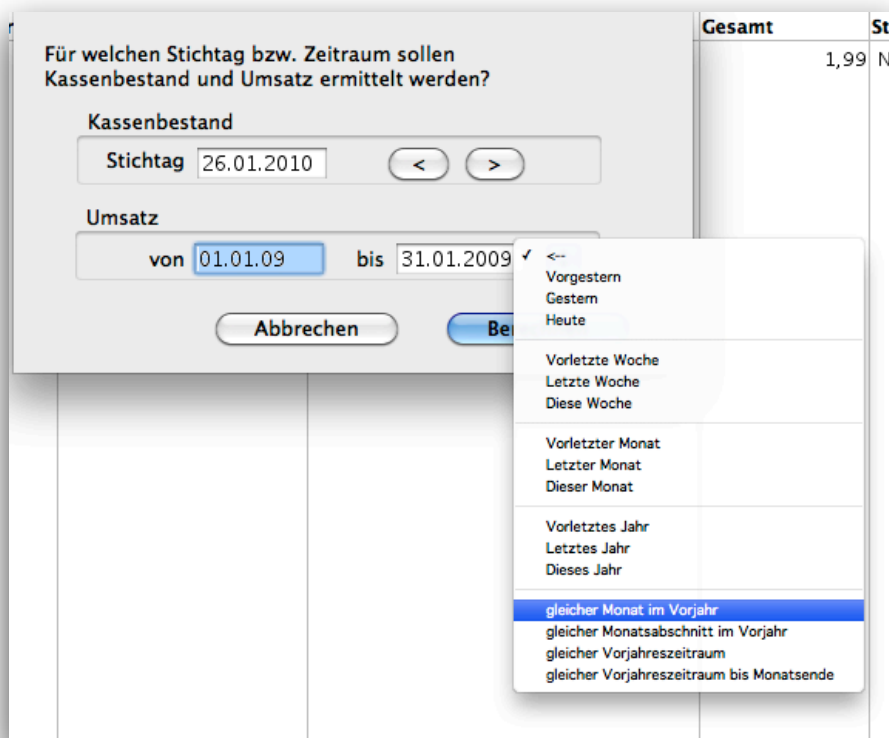 Gesamt St
Für welchen Stichtag bzw. Zeitraum sollen
Kassenbestand und Umsatz ermittelt werden?
1,99 N
Kassenbestand
Stichtag 26.01.2010 < >
Umsatz
von 01.01.09 bis 31.01.2009
✓ <--
Vorgestern
Gestern
Heute
Abbrechen Be
Vorletzte Woche
Letzte Woche
Diese Woche
Vorletzter Monat
Letzter Monat
Dieser Monat
Vorletztes Jahr
Letztes Jahr
Dieses Jahr
gleicher Monat im Vorjahr
gleicher Monatsabschnitt im Vorjahr
gleicher Vorjahreszeitraum
gleicher Vorjahreszeitraum bis Monatsende